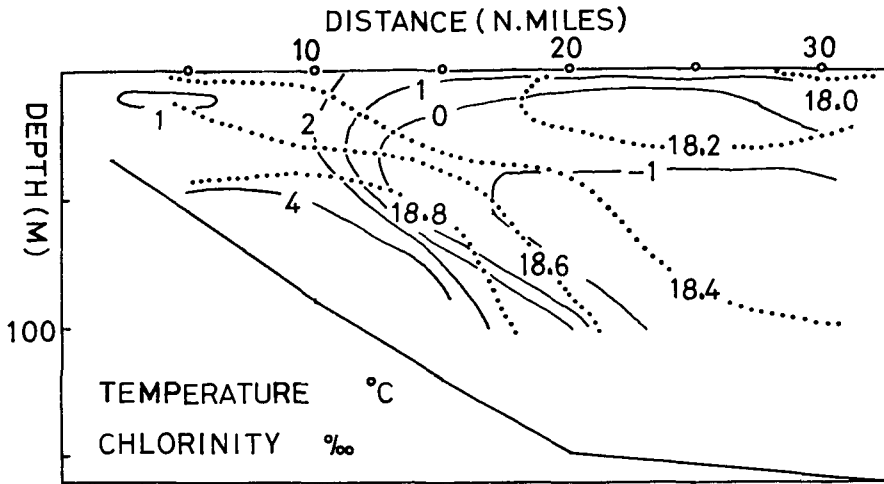 DISTANCE (N.MILES)
10 20 30
18.0
1
0
2
1
18.2
-1
4
18.8
18.6
18.4
DEPTH (M)
100
TEMPERATURE °C
CHLORINITY ‰